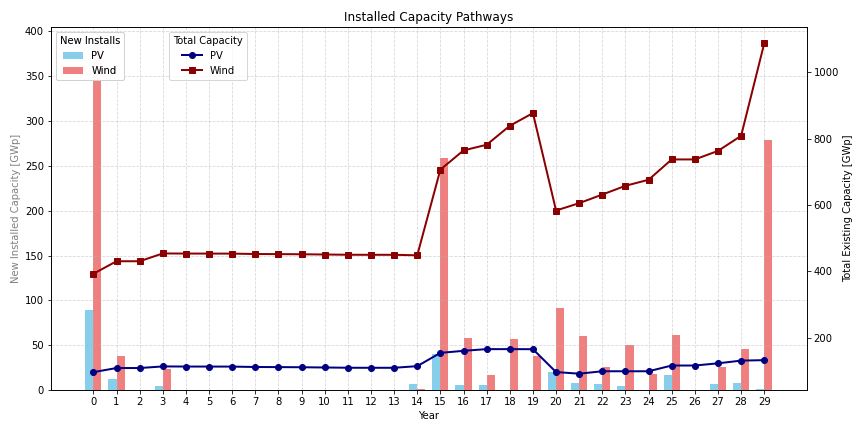 Installed Capacity Pathways
New Installs
PV
Wind
Total Capacity
PV
Wind
New Installed Capacity [GWp]
400
350
300
250
200
150
100
50
0
Total Existing Capacity [GWp]
1000
800
600
400
200
0 1 2 3 4 5 6 7 8 9 10 11 12 13 14 15 16 17 18 19 20 21 22 23 24 25 26 27 28 29
Year